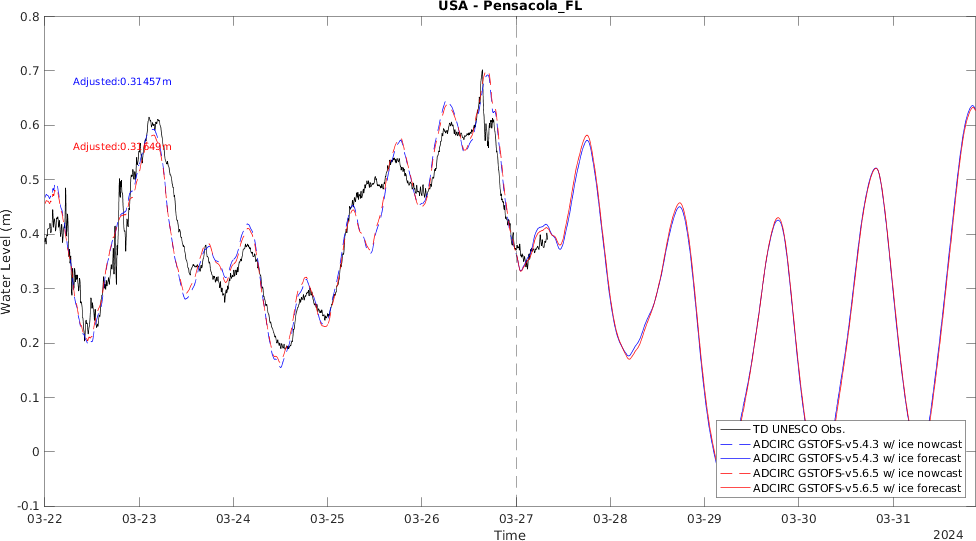 USA - Pensacola_FL
0.8
0.7
Adjusted:0.31457m
0.6
Adjusted:0.31649m
0.5
0.4
0.3
0.2
0.1
0
-0.1
Water Level (m)
TD UNESCO Obs.
ADCIRC GSTOFS-v5.4.3 w/ ice nowcast
ADCIRC GSTOFS-v5.4.3 w/ ice forecast
ADCIRC GSTOFS-v5.6.5 w/ ice nowcast
ADCIRC GSTOFS-v5.6.5 w/ ice forecast
03-22 03-23 03-24 03-25 03-26 03-27 03-28 03-29 03-30 03-31
Time
2024